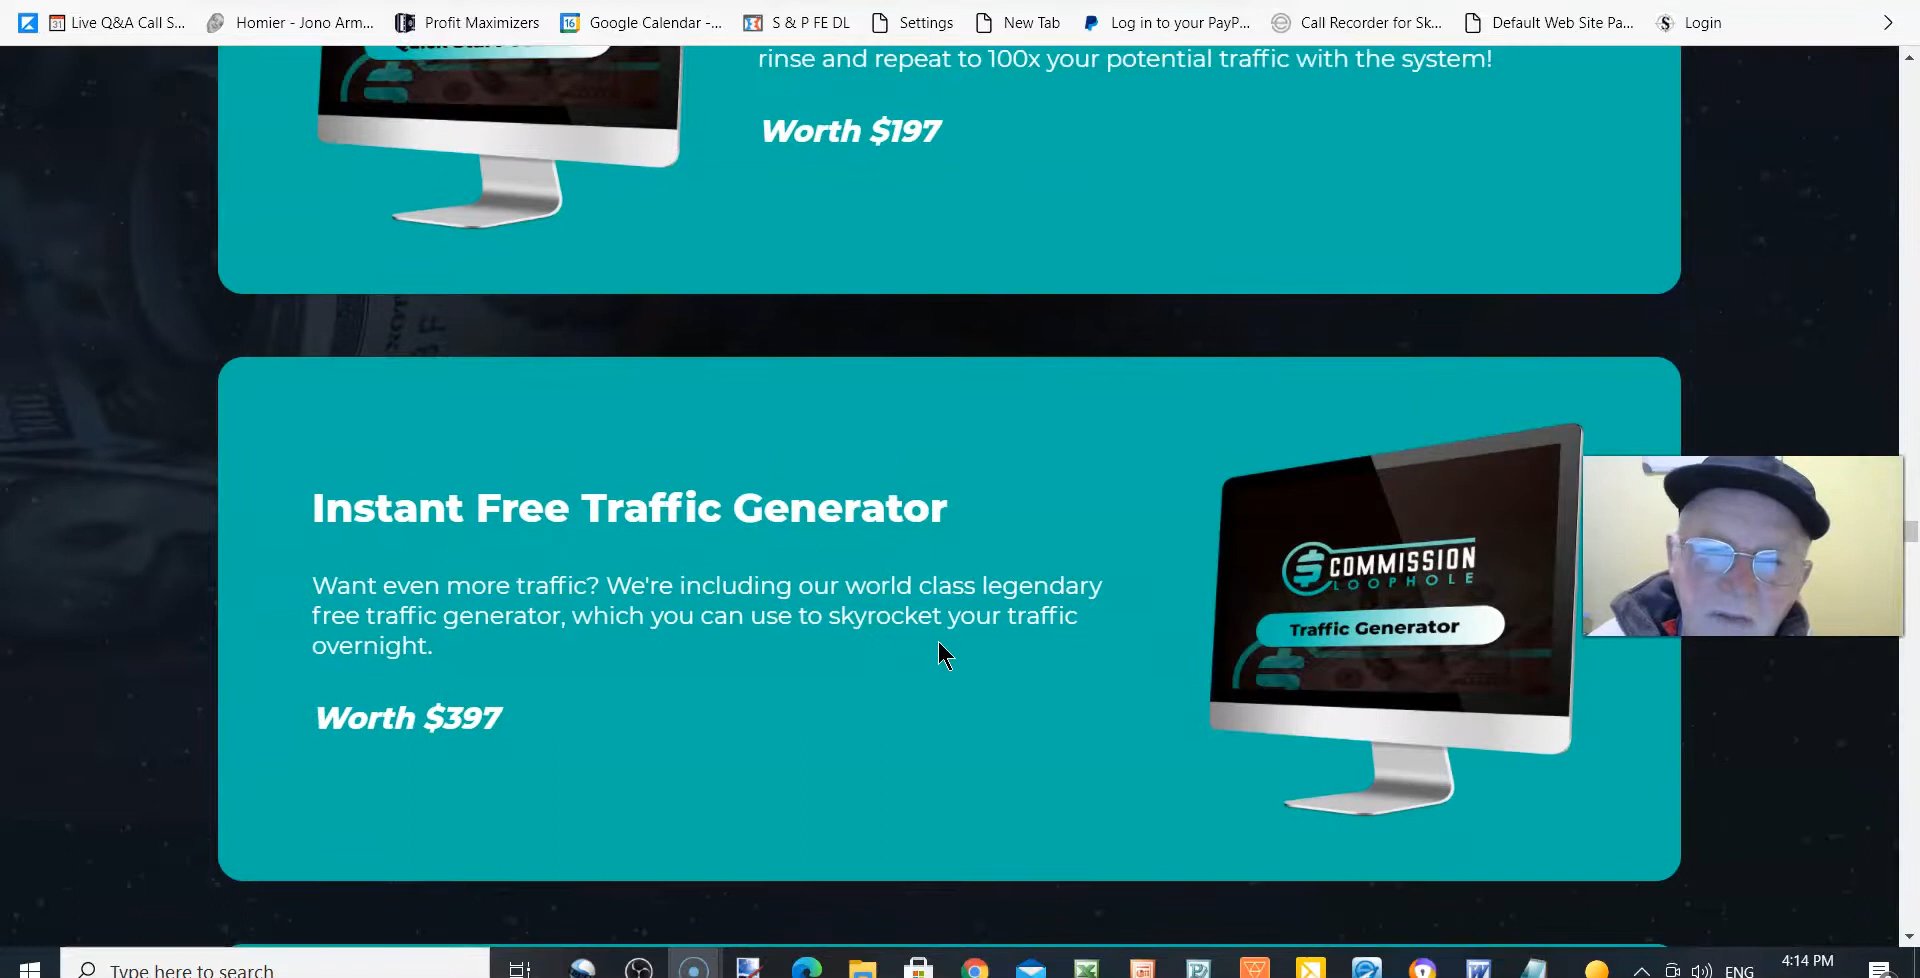 Live Q&A Call S...
Homier - Jono Arm...
Profit Maximizers
Google Calendar -...
S & P FE DL
Settings
New Tab
Log in to your PayP...
Call Recorder for Sk...
Default Web Site Pa...
Login
rinse and repeat to 100x your potential traffic with the system!
Worth $197
Instant Free Traffic Generator
Want even more traffic? We're including our world class legendary
free traffic generator, which you can use to skyrocket your traffic
overnight.
Worth $397
COMMISSION
LOOPHOLE
Traffic Generator
Type here to search
ENG
4:14 PM